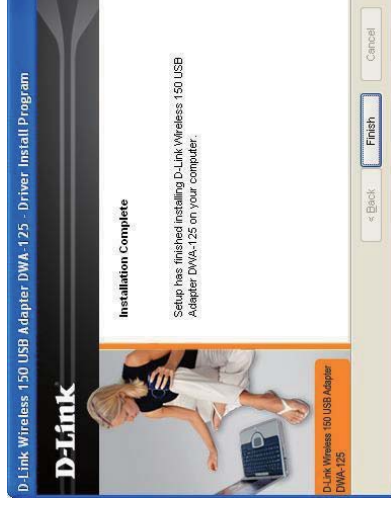 D-Link Wireless 150 USB Adapter DWA-125 - Driver Install Program
D-Link
Installation Complete
Setup has finished installing D-Link Wireless 150 USB
Adapter DWA-125 on your computer.
D-Link Wireless 150 USB Adapter
DWA-125
< Back
Finish
Cancel